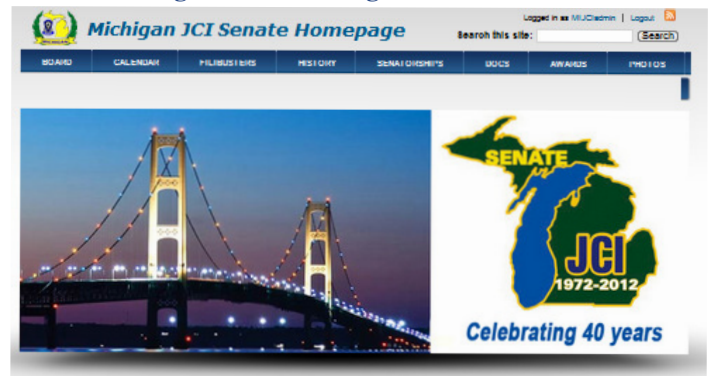 Michigan JCI Senate Homepage
Logged in as MIJCIadmin | Logout
Search this site:
Search
BOARD CALENDAR FILIBUSTERS HISTORY SENATORSHIPS DOCS AWARDS PHOTOS
SENATE
JCI
1972-2012
Celebrating 40 years